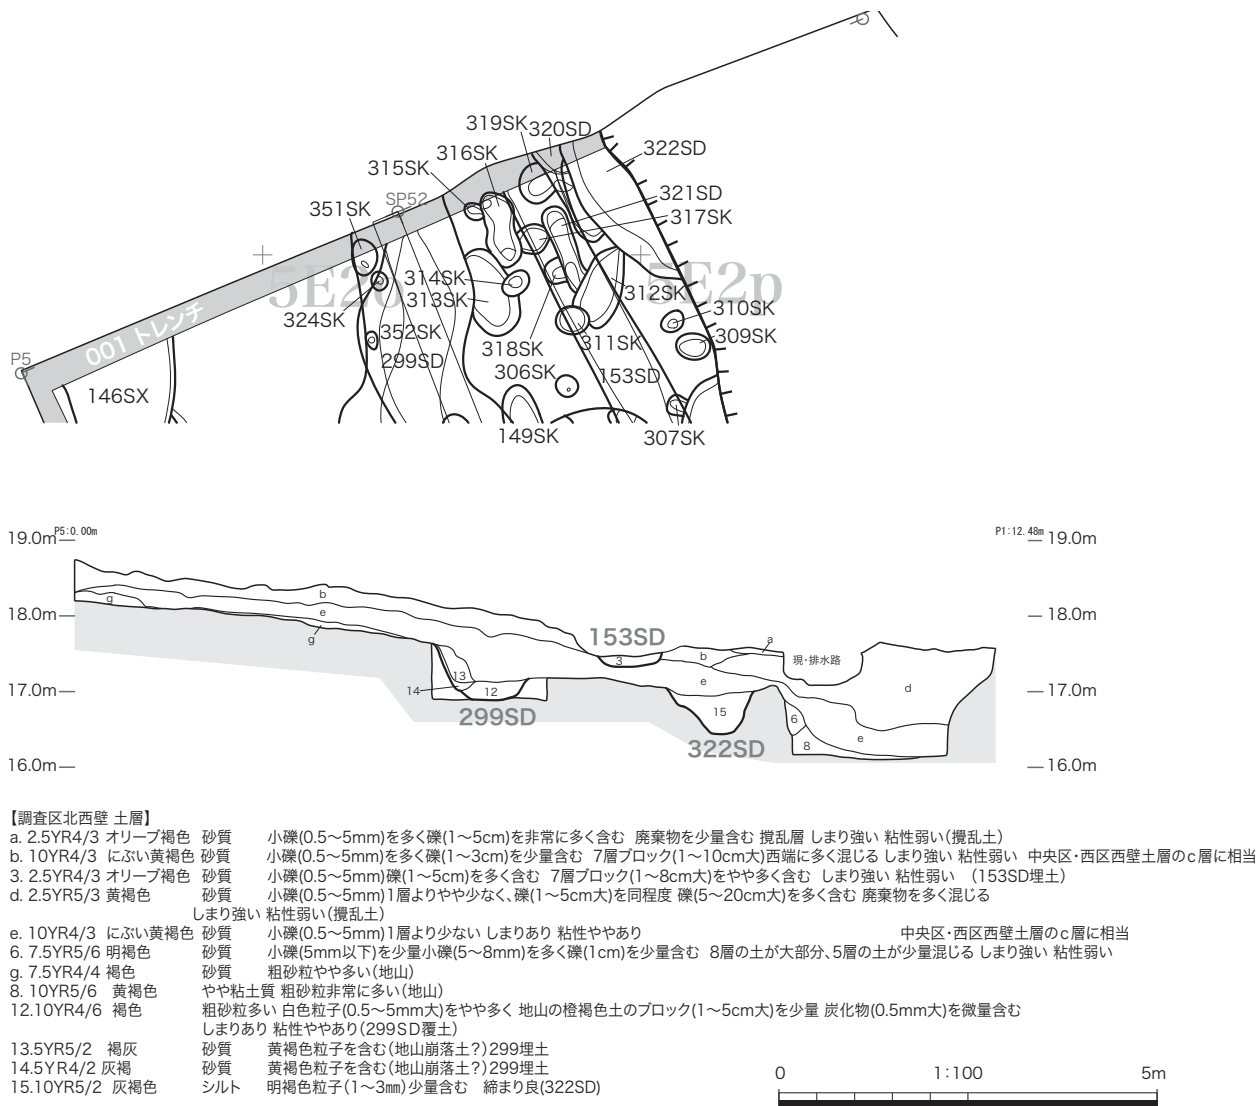 319SK 320SD
316SK
322SD
315SK
321SD
SP52
351SK
317SK
5E2o
5E2p
314SK
313SK
312SK
310SK
324SK
352SK
309SK
001 トレンチ
318SK
311SK
P5
299SD
306SK
153SD
146SX
149SK
307SK
19.0m P5:0.00m
P1:12.48m 19.0m
b
g
18.0m
e
18.0m
153SD
a
g
3
b
現・排水路
13
e
d
17.0m
14
12
17.0m
15
6
299SD
e
322SD
8
16.0m
16.0m
【調査区北西壁 土層】
a. 2.5YR4/3 オリーブ褐色 砂質 小礫(0.5〜5mm)を多く礫(1〜5cm)を非常に多く含む 廃棄物を少量含む 撹乱層 しまり強い 粘性弱い(攪乱土)
b. 10YR4/3 にぶい黄褐色 砂質 小礫(0.5〜5mm)を多く礫(1〜3cm)を少量含む 7層ブロック(1〜10cm大)西端に多く混じる しまり強い 粘性弱い 中央区・西区西壁土層のc層に相当
3. 2.5YR4/3 オリーブ褐色 砂質 小礫(0.5〜5mm)礫(1〜5cm)を多く含む 7層ブロック(1〜8cm大)をやや多く含む しまり強い 粘性弱い (153SD埋土)
d. 2.5YR5/3 黄褐色 砂質 小礫(0.5〜5mm)1層よりやや少なく、礫(1〜5cm大)を同程度 礫(5〜20cm大)を多く含む 廃棄物を多く混じる
しまり強い 粘性弱い(攪乱土)
e. 10YR4/3 にぶい黄褐色 砂質 小礫(0.5〜5mm)1層より少ない しまりあり 粘性ややあり 中央区・西区西壁土層のc層に相当
6. 7.5YR5/6 明褐色 砂質 小礫(5mm以下)を少量小礫(5〜8mm)を多く礫(1cm)を少量含む 8層の土が大部分、5層の土が少量混じる しまり強い 粘性弱い
g. 7.5YR4/4 褐色 砂質 粗砂粒やや多い(地山)
8. 10YR5/6 黄褐色 やや粘土質 粗砂粒非常に多い(地山)
12.10YR4/6 褐色 粗砂粒多い 白色粒子(0.5〜5mm大)をやや多く 地山の橙褐色土のブロック(1〜5cm大)を少量 炭化物(0.5mm大)を微量含む
しまりあり 粘性ややあり(299SD覆土)
13.5YR5/2 褐灰 砂質 黄褐色粒子を含む(地山崩落土?)299埋土
14.5YR4/2 灰褐 砂質 黄褐色粒子を含む(地山崩落土?)299埋土
15.10YR5/2 灰褐色 シルト 明褐色粒子(1〜3㎜)少量含む 締まり良(322SD)
0 1:100 5m